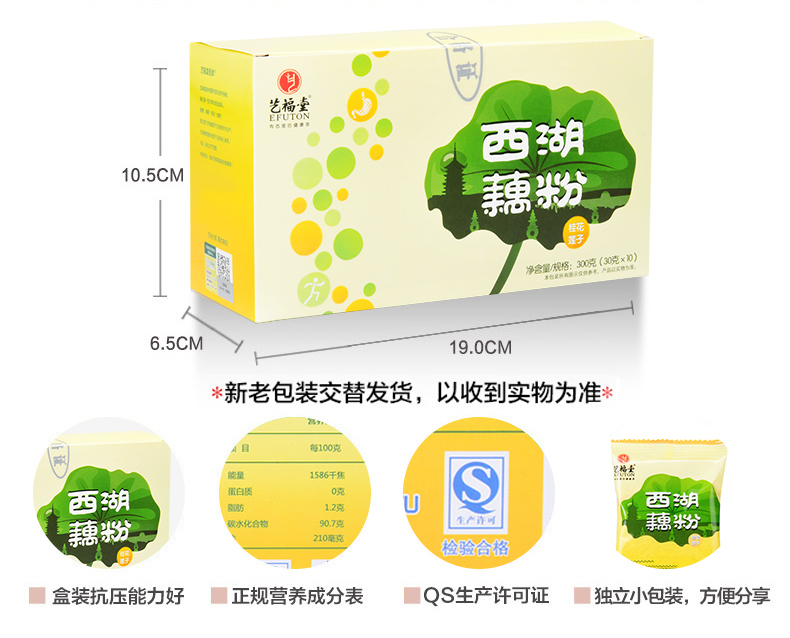 艺福堂®
EFUTON
西湖
藕粉
桂花
莲子
净含量/规格：300克（30克×10）
10.5CM
6.5CM
19.0CM
*新老包装交替发货，以收到实物为准*
西湖
藕粉
桂花
莲子
项目 每100克
能量 1586千焦
蛋白质 0克
脂肪 1.2克
碳水化合物 90.7克
210毫克
U
S
生产许可
检验合格
艺福堂
EFUTON
西湖
藕粉
盒装抗压能力好
正规营养成分表
QS生产许可证
独立小包装，方便分享